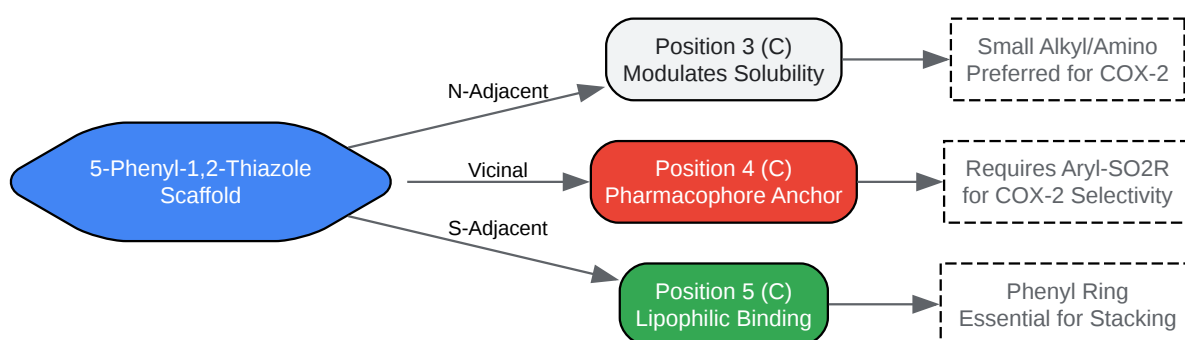 5-Phenyl-1,2-Thiazole
Scaffold
N-Adjacent
Vicinal
S-Adjacent
Position 3 (C)
Modulates Solubility
Small Alkyl/Amino
Preferred for COX-2
Position 4 (C)
Pharmacophore Anchor
Requires Aryl-SO2R
for COX-2 Selectivity
Position 5 (C)
Lipophilic Binding
Phenyl Ring
Essential for Stacking